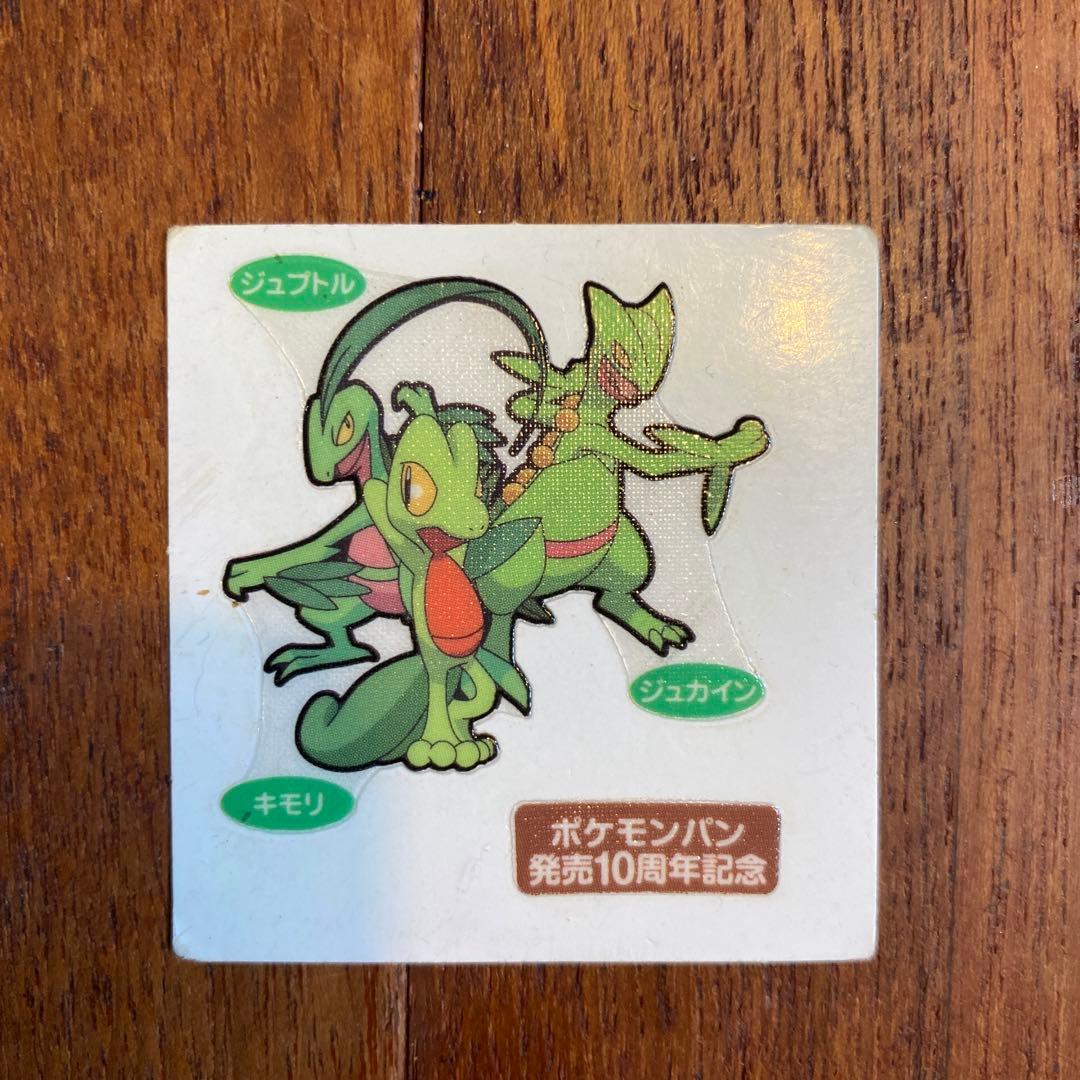 ジュプトル
ジュカイン
キモリ
ポケモンパン
発売10周年記念